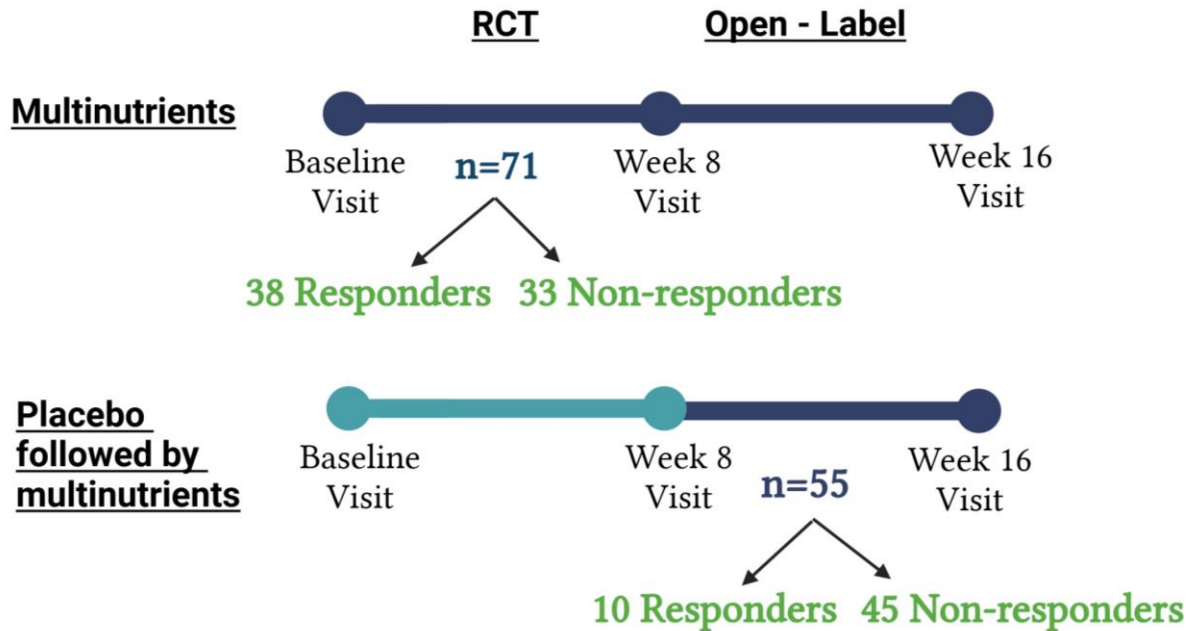 RCT
Open - Label
Multinutrients
Baseline
Visit
n=71
Week 8
Visit
Week 16
Visit
38 Responders
33 Non-responders
Placebo
followed by
multinutrients
Baseline
Visit
Week 8
Visit
n=55
Week 16
Visit
10 Responders
45 Non-responders